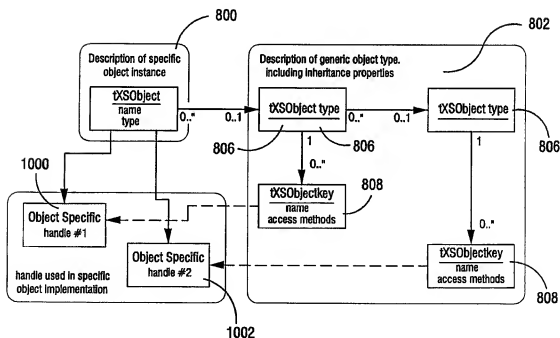 800
802
Description of specific
object instance
Description of generic object type.
including inheritance properties
tXSObject
name
type
0..*
0..1
tXSObject type
0..*
0..1
tXSObject type
806
806
806
1
1
0..*
0..*
1000
tXSObjectkey
name
access methods
808
Object Specific
handle #1
Object Specific
handle #2
tXSObjectkey
name
access methods
handle used in specific
object implementation
1002
808